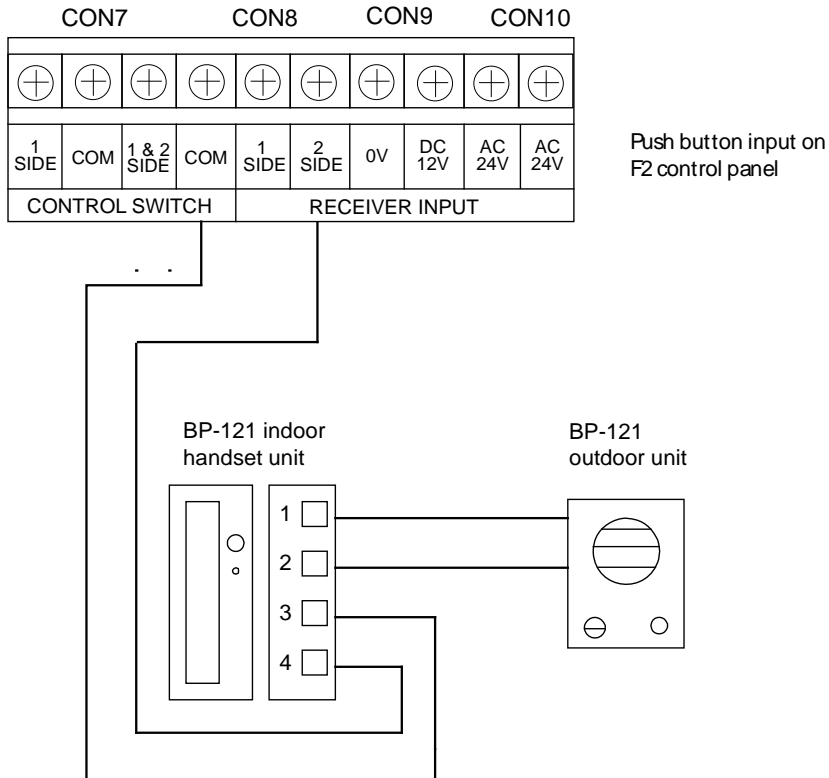 CON7 CON8 CON9 CON10
1 SIDE COM 1 & 2 SIDE COM 1 SIDE 2 SIDE 0V DC 12V AC 24V AC 24V
CONTROL SWITCH RECEIVER INPUT
Push button input on
F2 control panel
BP-121 indoor
handset unit
BP-121
outdoor unit
1
2
3
4